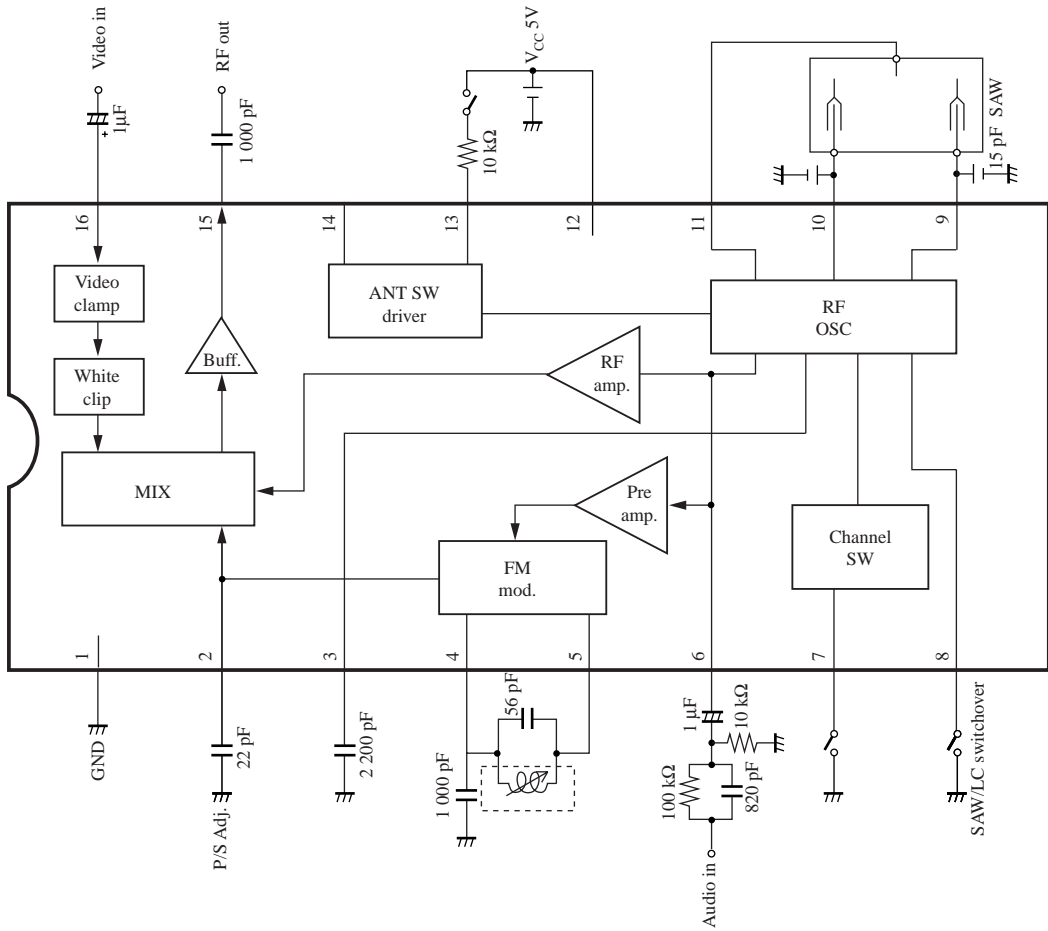 Video in
1μF
+
RF out
1 000 pF
10 kΩ
VCC 5V
15 pF SAW
16
15
14
13
12
11
10
9
Video
clamp
White
clip
MIX
Buff.
ANT SW
driver
RF
amp.
RF
OSC
Pre
amp.
FM
mod.
Channel
SW
1
2
3
4
5
6
7
8
GND
22 pF
P/S Adj.
2 200 pF
1 000 pF
56 pF
1 μF
10 kΩ
100 kΩ
820 pF
Audio in
SAW/LC switchover